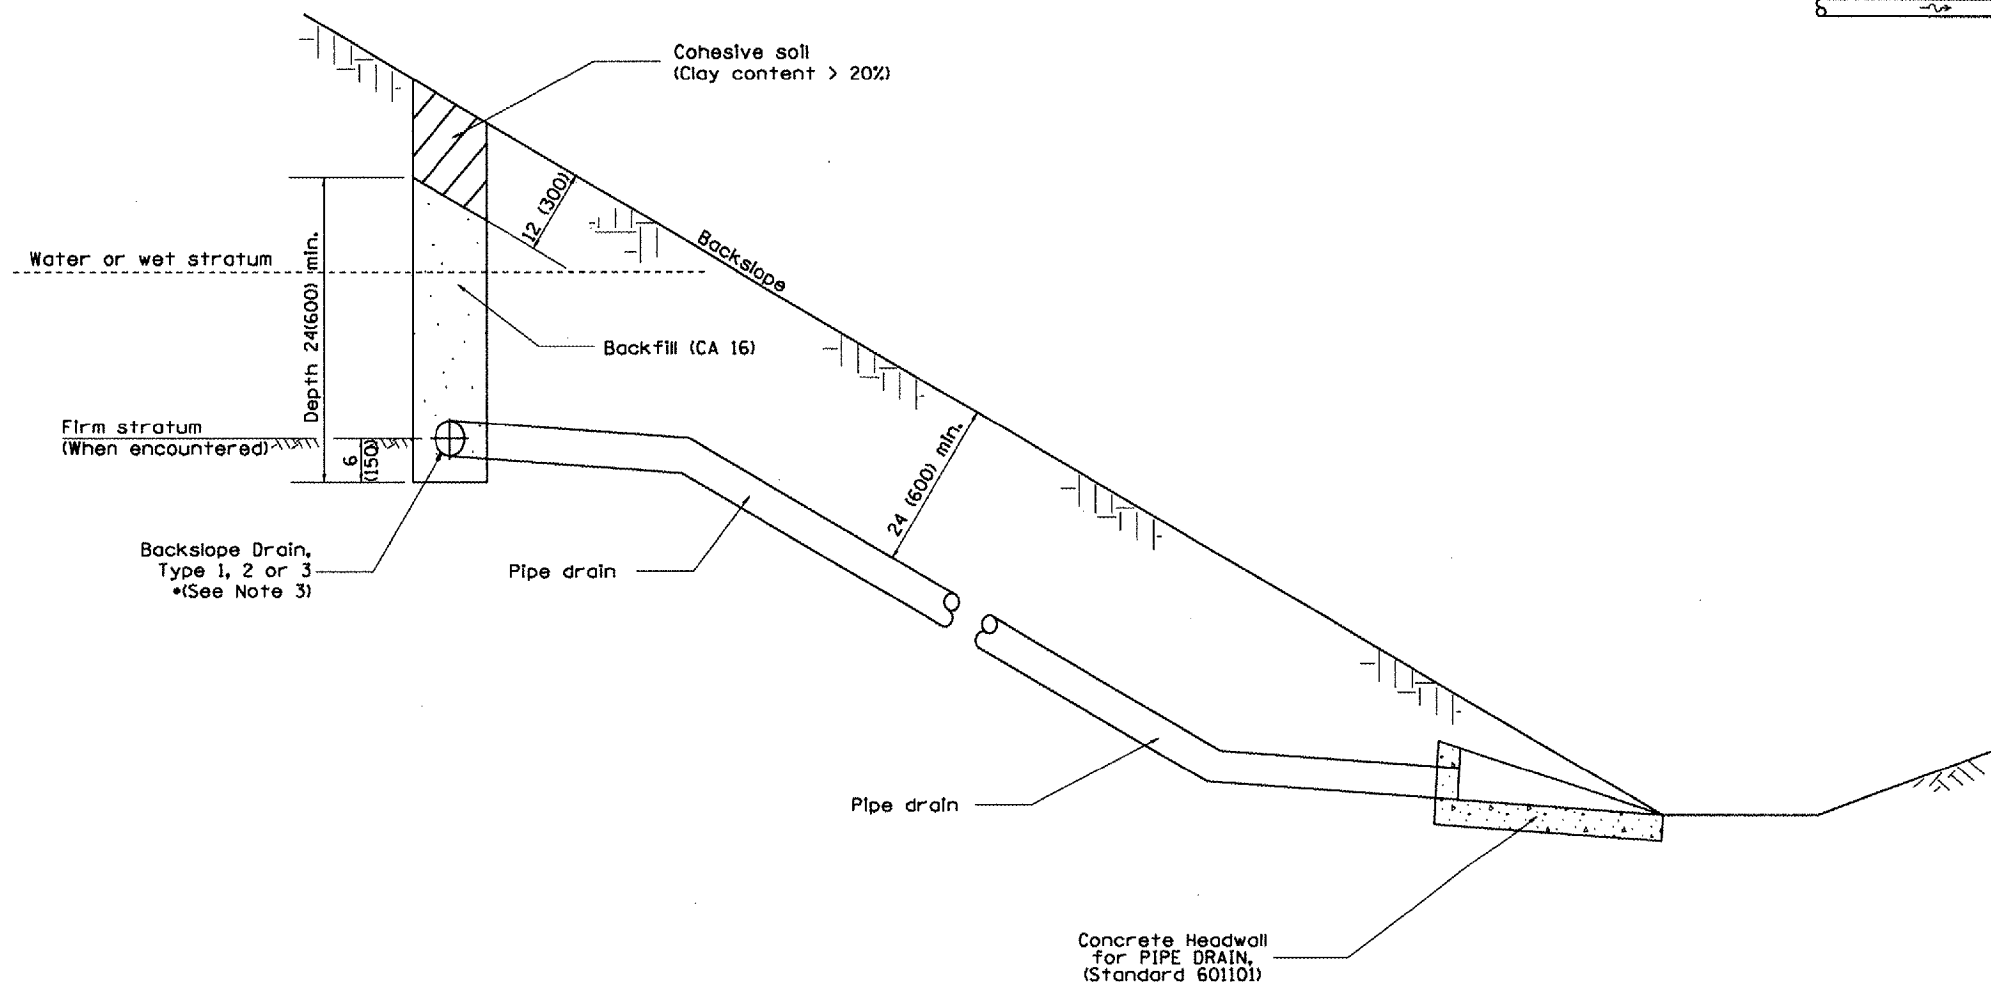 Cohesive soil
(Clay content > 20%)
12 (300)
Backslope
Water or wet stratum
Depth 24(600) min.
Backfill (CA 16)
Firm stratum
(When encountered)
6
(150)
24 (600) min.
Backslope Drain,
Type 1, 2 or 3
*(See Note 3)
Pipe drain
Pipe drain
Concrete Headwall
for PIPE DRAIN,
(Standard 601101)